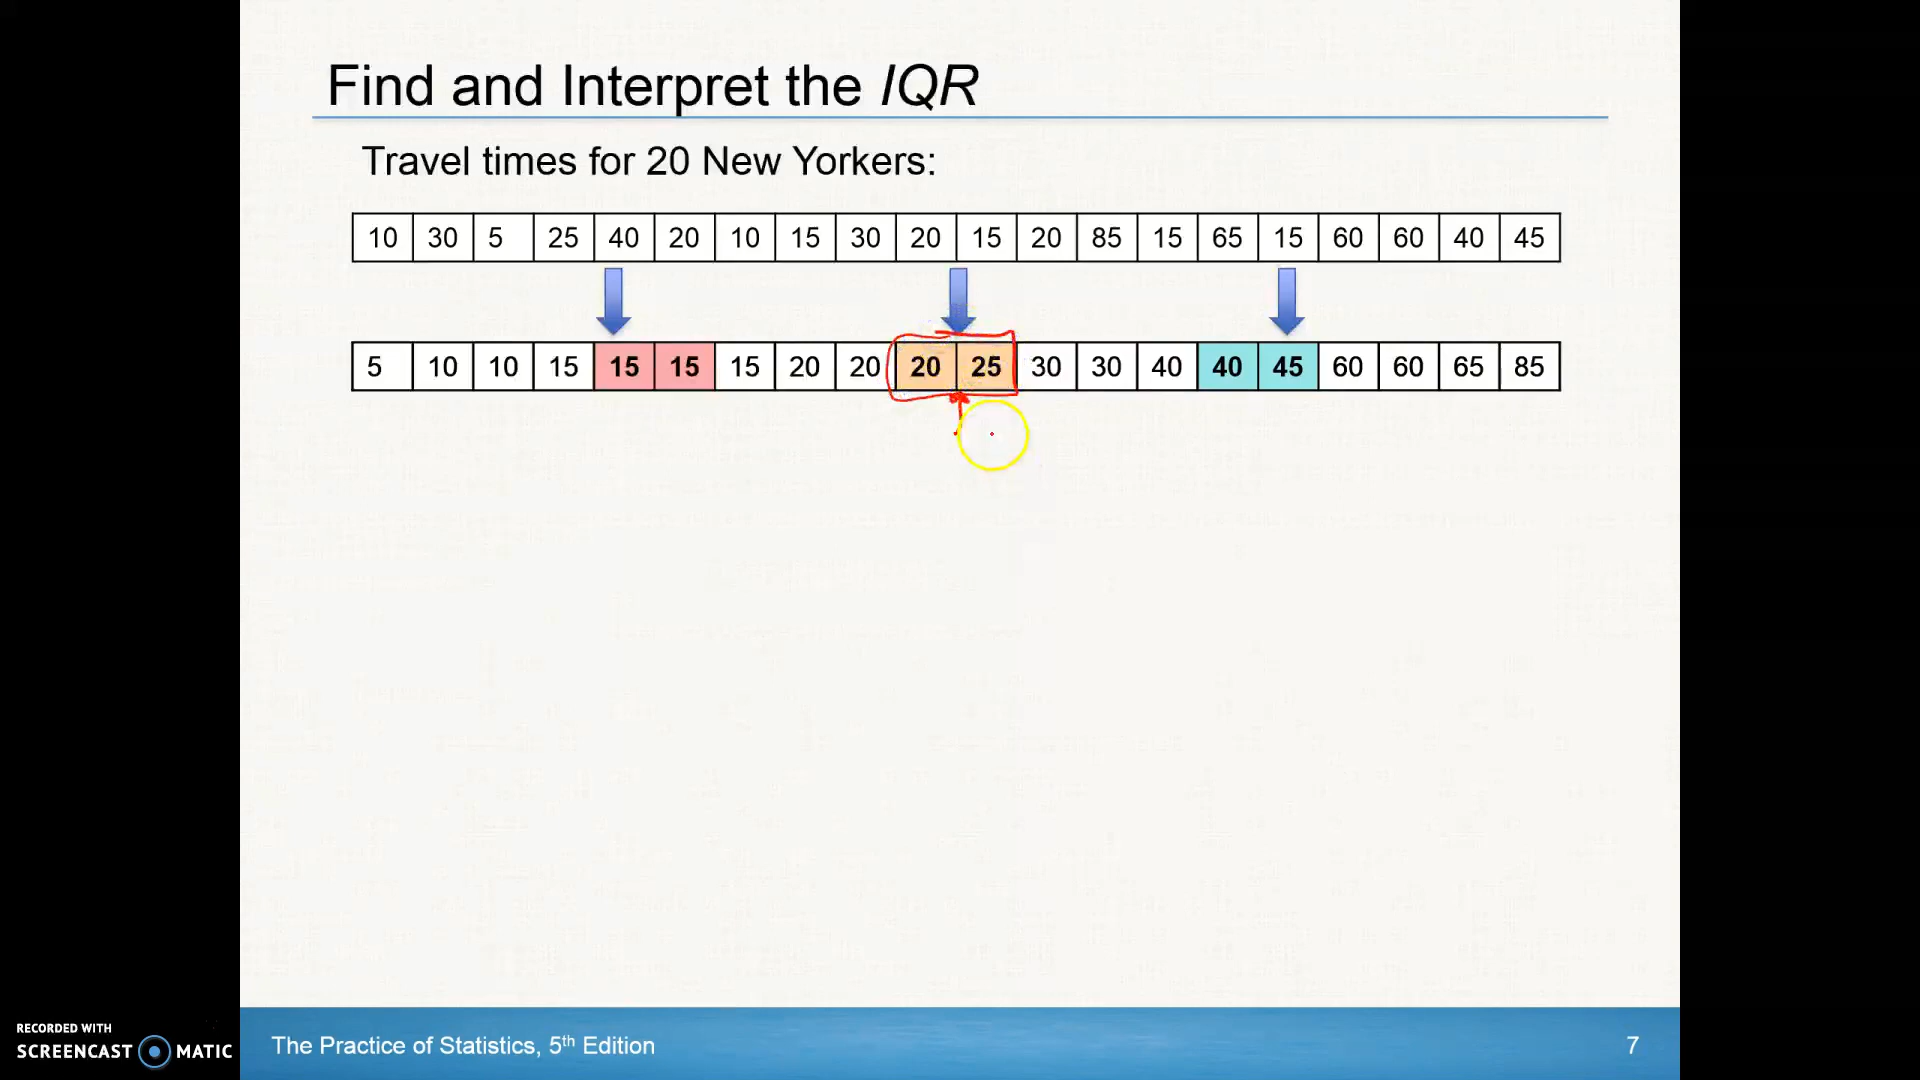 Find and Interpret the IQR
Travel times for 20 New Yorkers:
10 30 5 25 40 20 10 15 30 20 15 20 85 15 65 15 60 60 40 45
5 10 10 15 15 15 15 20 20 20 25 30 30 40 40 45 60 60 65 85
RECORDED WITH
SCREENCAST MATIC
The Practice of Statistics, 5th Edition
7